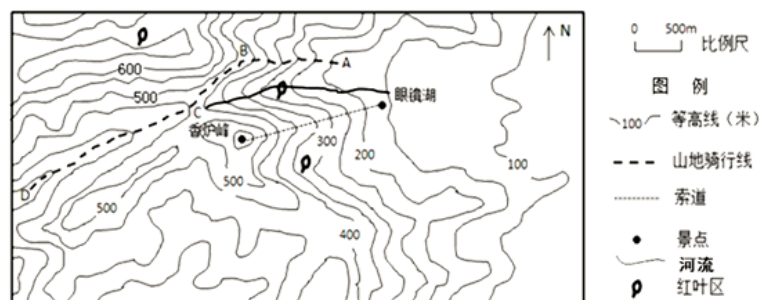 N
0 500m
比例尺
B
A
600
500
C
眼镜湖
香炉峰
300
200
100
D
500
500
400
图 例
100 等高线（米）
山地骑行线
索道
景点
河流
红叶区